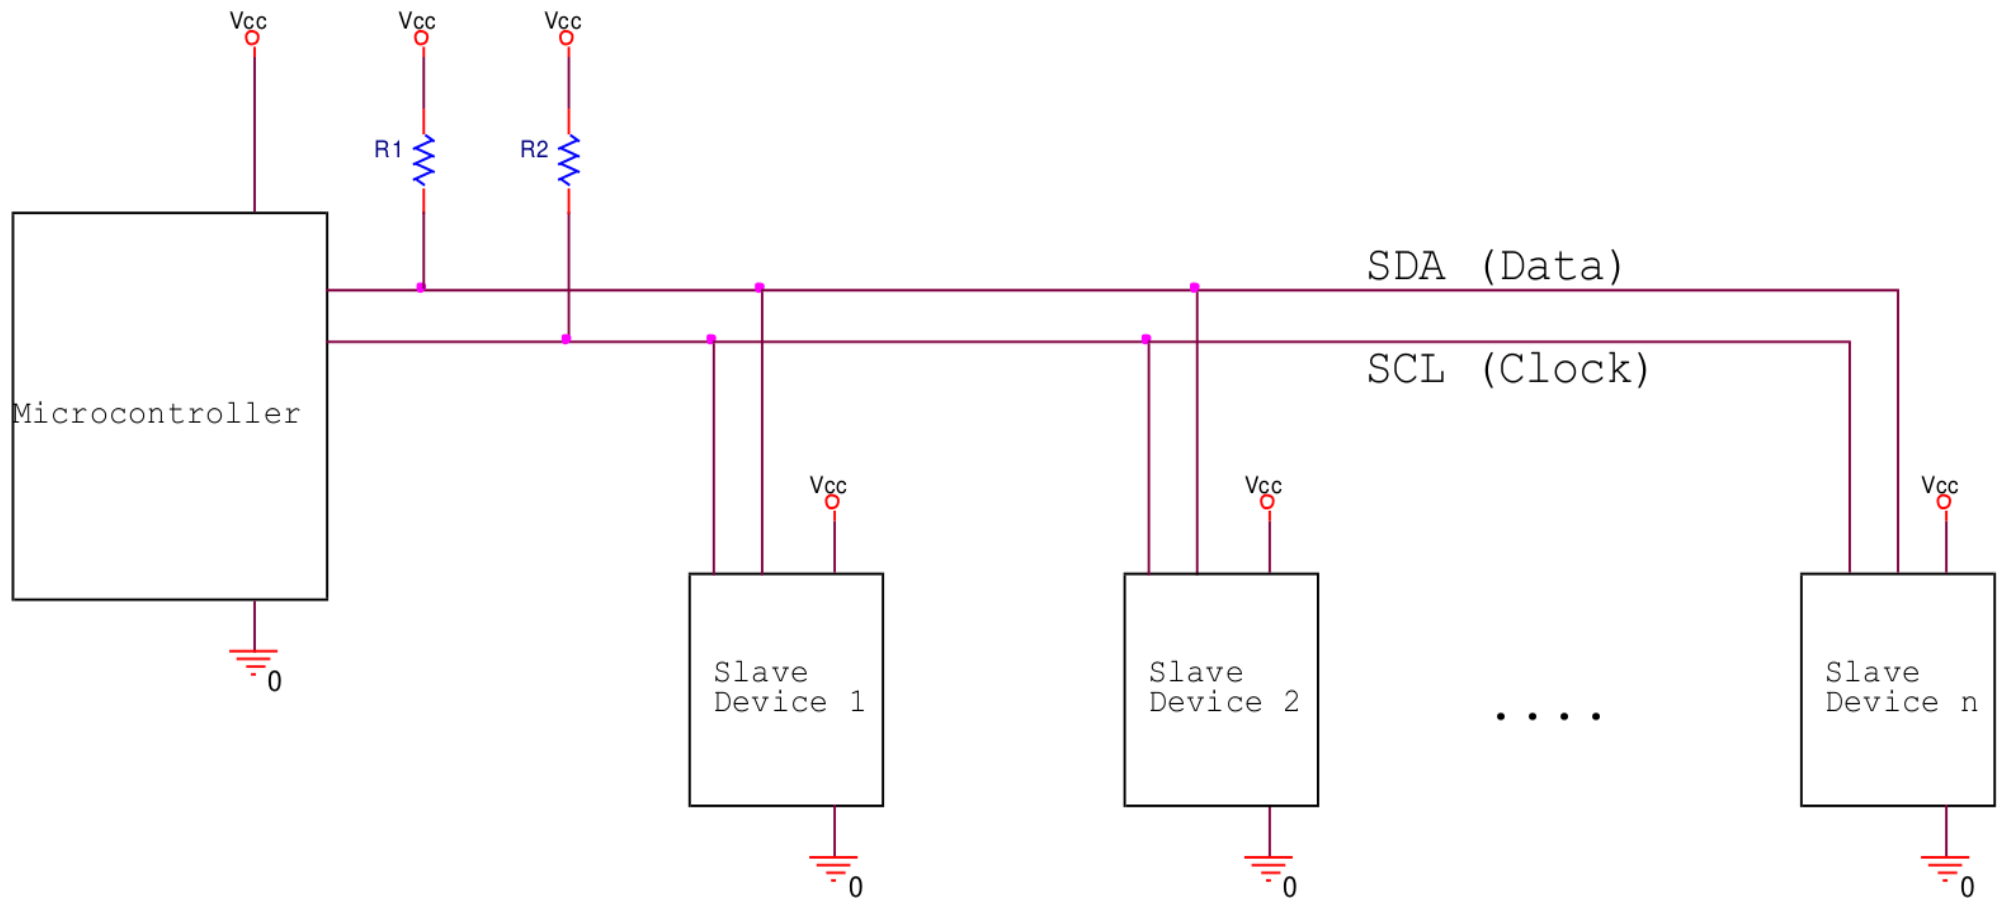 Vcc
Vcc
Vcc
R1
R2
SDA (Data)
SCL (Clock)
Microcontroller
Vcc
Vcc
Vcc
0
Slave
Device 1
Slave
Device 2
....
Slave
Device n
0
0
0